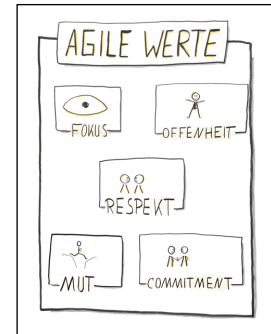 AGILE WERTE
FOKUS
OFFENHEIT
RESPEKT
MUT
COMMITMENT